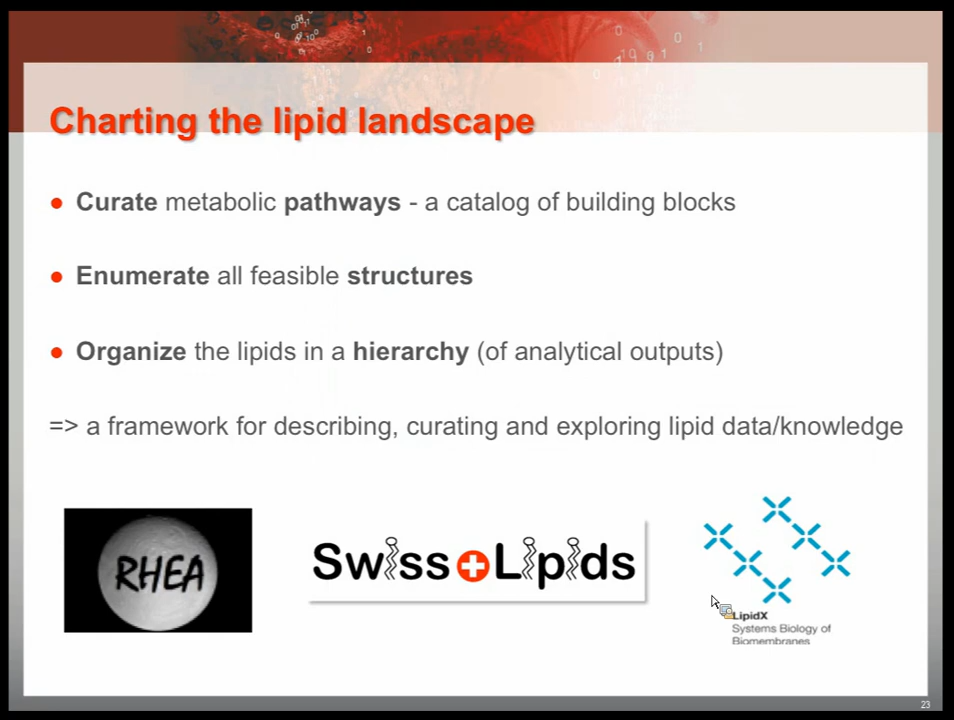 Charting the lipid landscape
● Curate metabolic pathways - a catalog of building blocks
● Enumerate all feasible structures
● Organize the lipids in a hierarchy (of analytical outputs)
=> a framework for describing, curating and exploring lipid data/knowledge
RHEA
Swiss Lipids
LipidX
Systems Biology of
Biomembranes
23